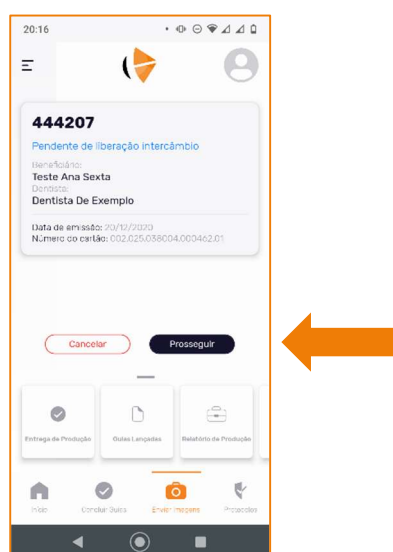 20:16
444207
Pendente de liberação intercâmbio
Beneficiário:
Teste Ana Sexta
Dentista:
Dentista De Exemplo
Data de emissão: 20/12/2020
Número do cartão: 002.025.038004.000462.01
Cancelar Prosseguir
Entrega de Produção Guias Lançadas Relatório de Produção
Início Concluir Guias Enviar Imagens Protocolos